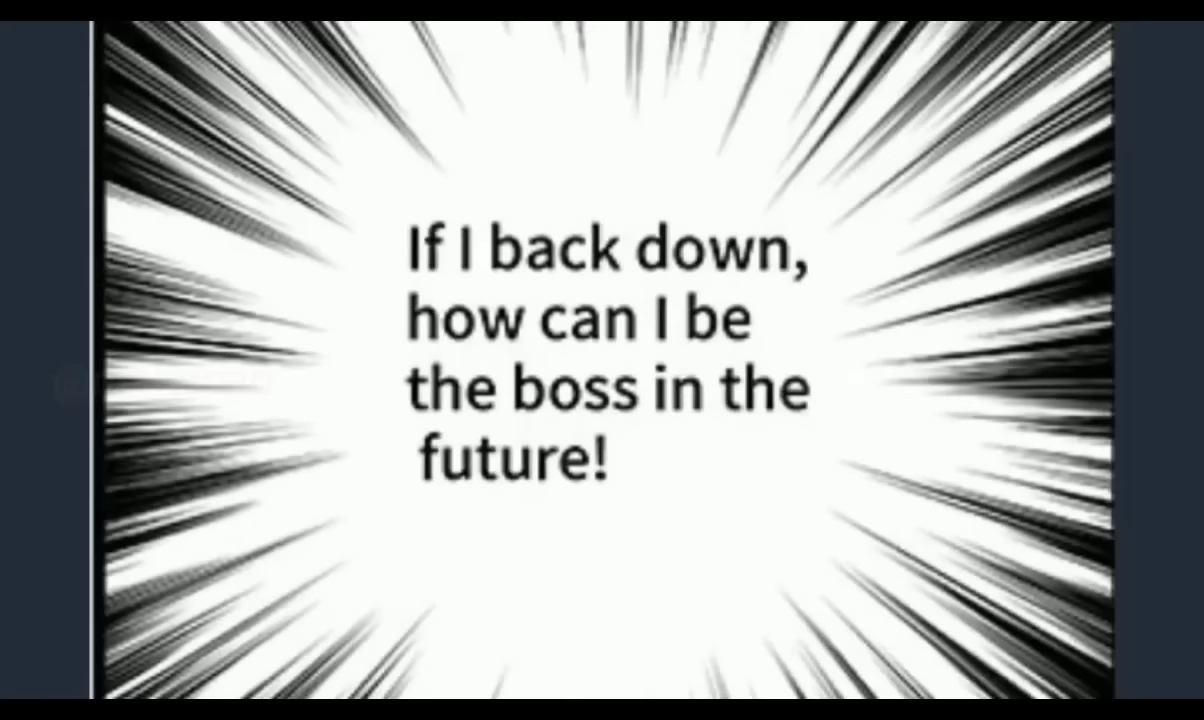 If I back down,
how can I be
the boss in the
future!